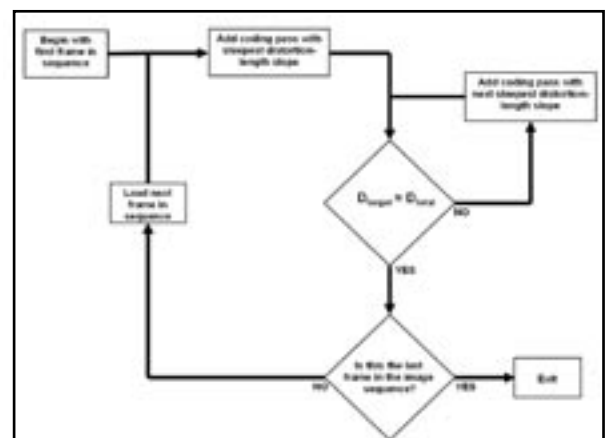 Begin with
first frame in
sequence
Add coding pass with
steepest distortion-
length slope
Add coding pass with
next steepest distortion-
length slope
Load next
frame in
sequence
D_target = D_total
NO
YES
Is this the last
frame in the image
sequence?
NO
YES
Exit